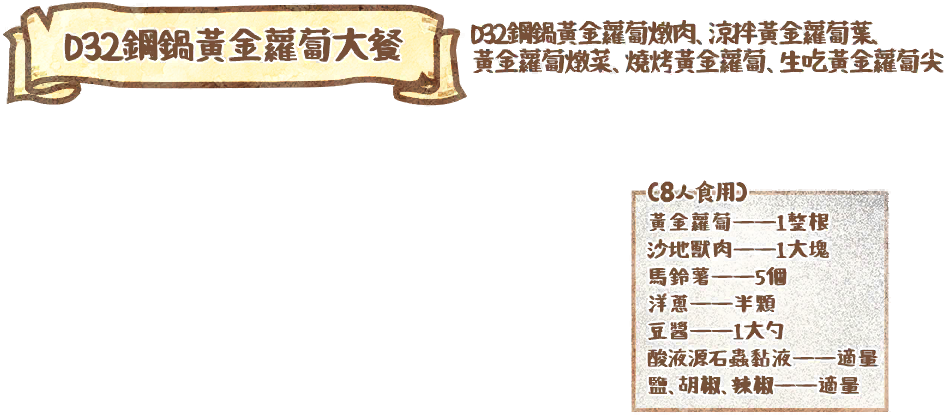 D32鋼鍋黃金蘿蔔大餐
D32鋼鍋黃金蘿蔔燉肉、涼拌黃金蘿蔔葉、
黃金蘿蔔燉菜、燒烤黃金蘿蔔、生吃黃金蘿蔔尖
(8人食用)
黃金蘿蔔——1整根
沙地獸肉——1大塊
馬鈴薯——5個
洋蔥——半顆
豆醬——1大勺
酸液源石蟲黏液——適量
鹽、胡椒、辣椒——適量